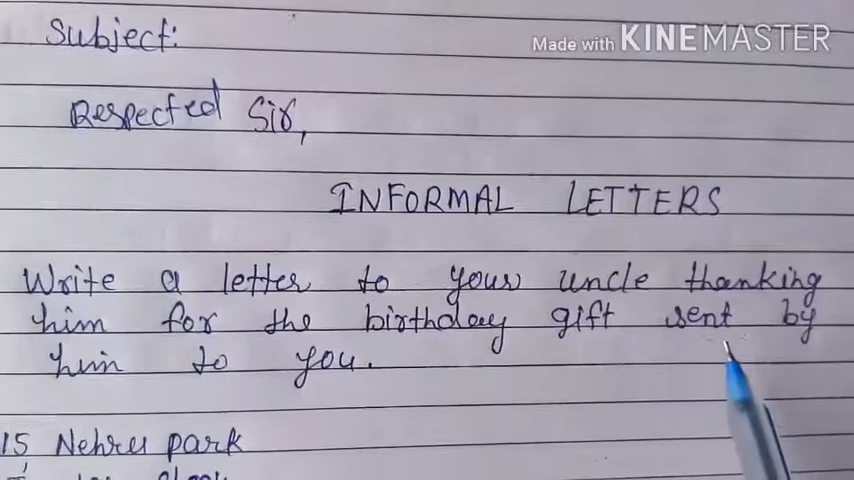 Subject:
Made with KINEMASTER
Respected Sir,
INFORMAL LETTERS
Write a letter to your uncle thanking
him for the birthday gift sent by
him to you.
15 Nehru park